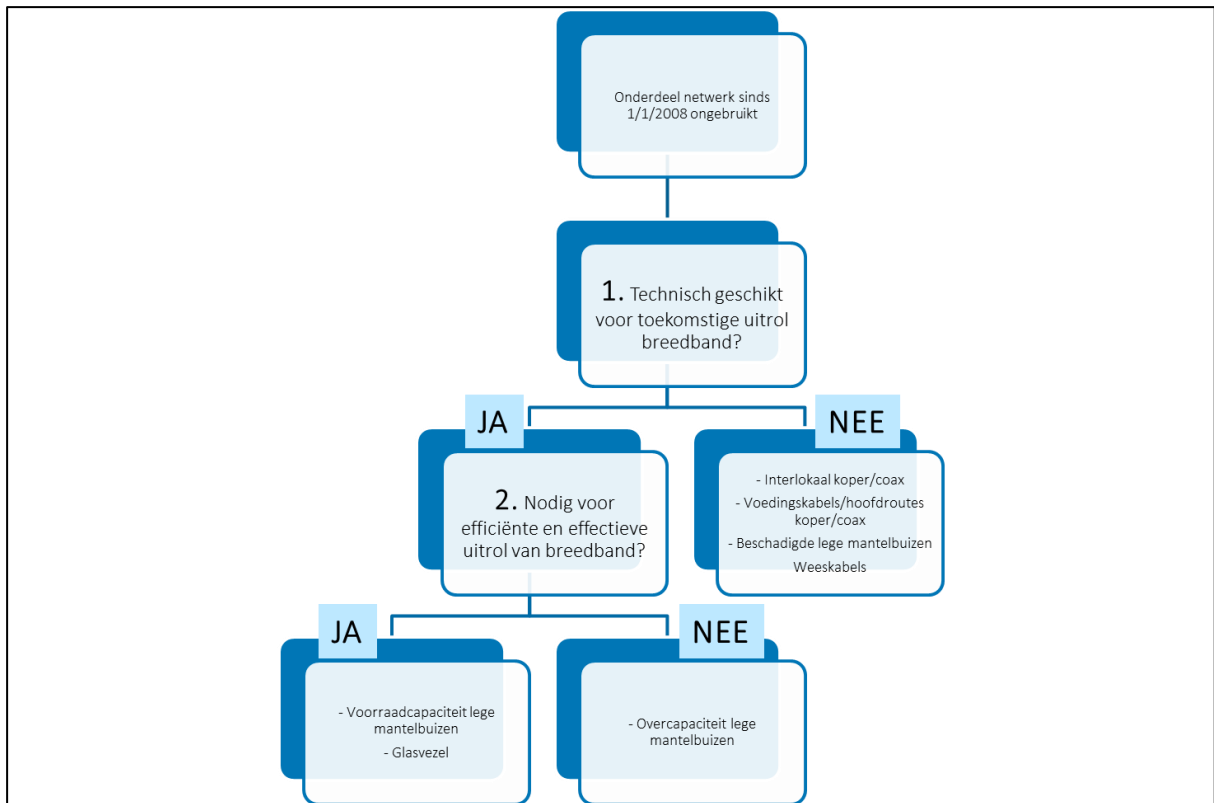 Onderdeel netwerk sinds
1/1/2008 ongebruikt
1. Technisch geschikt
voor toekomstige uitrol
breedband?
JA
NEE
2. Nodig voor
efficiënte en effectieve
uitrol van breedband?
- Interlokaal koper/coax
- Voedingskabels/hoofdroutes
koper/coax
- Beschadigde lege mantelbuizen
Weeskabels
JA
NEE
- Voorraadcapaciteit lege
mantelbuizen
- Glasvezel
- Overcapaciteit lege
mantelbuizen